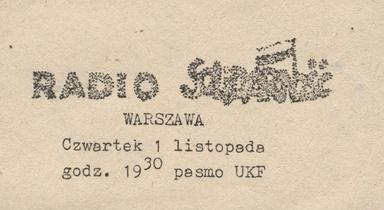 RADIO Solidarność
WARSZAWA
Czwartek 1 listopada
godz. 19³⁰ pasmo UKF